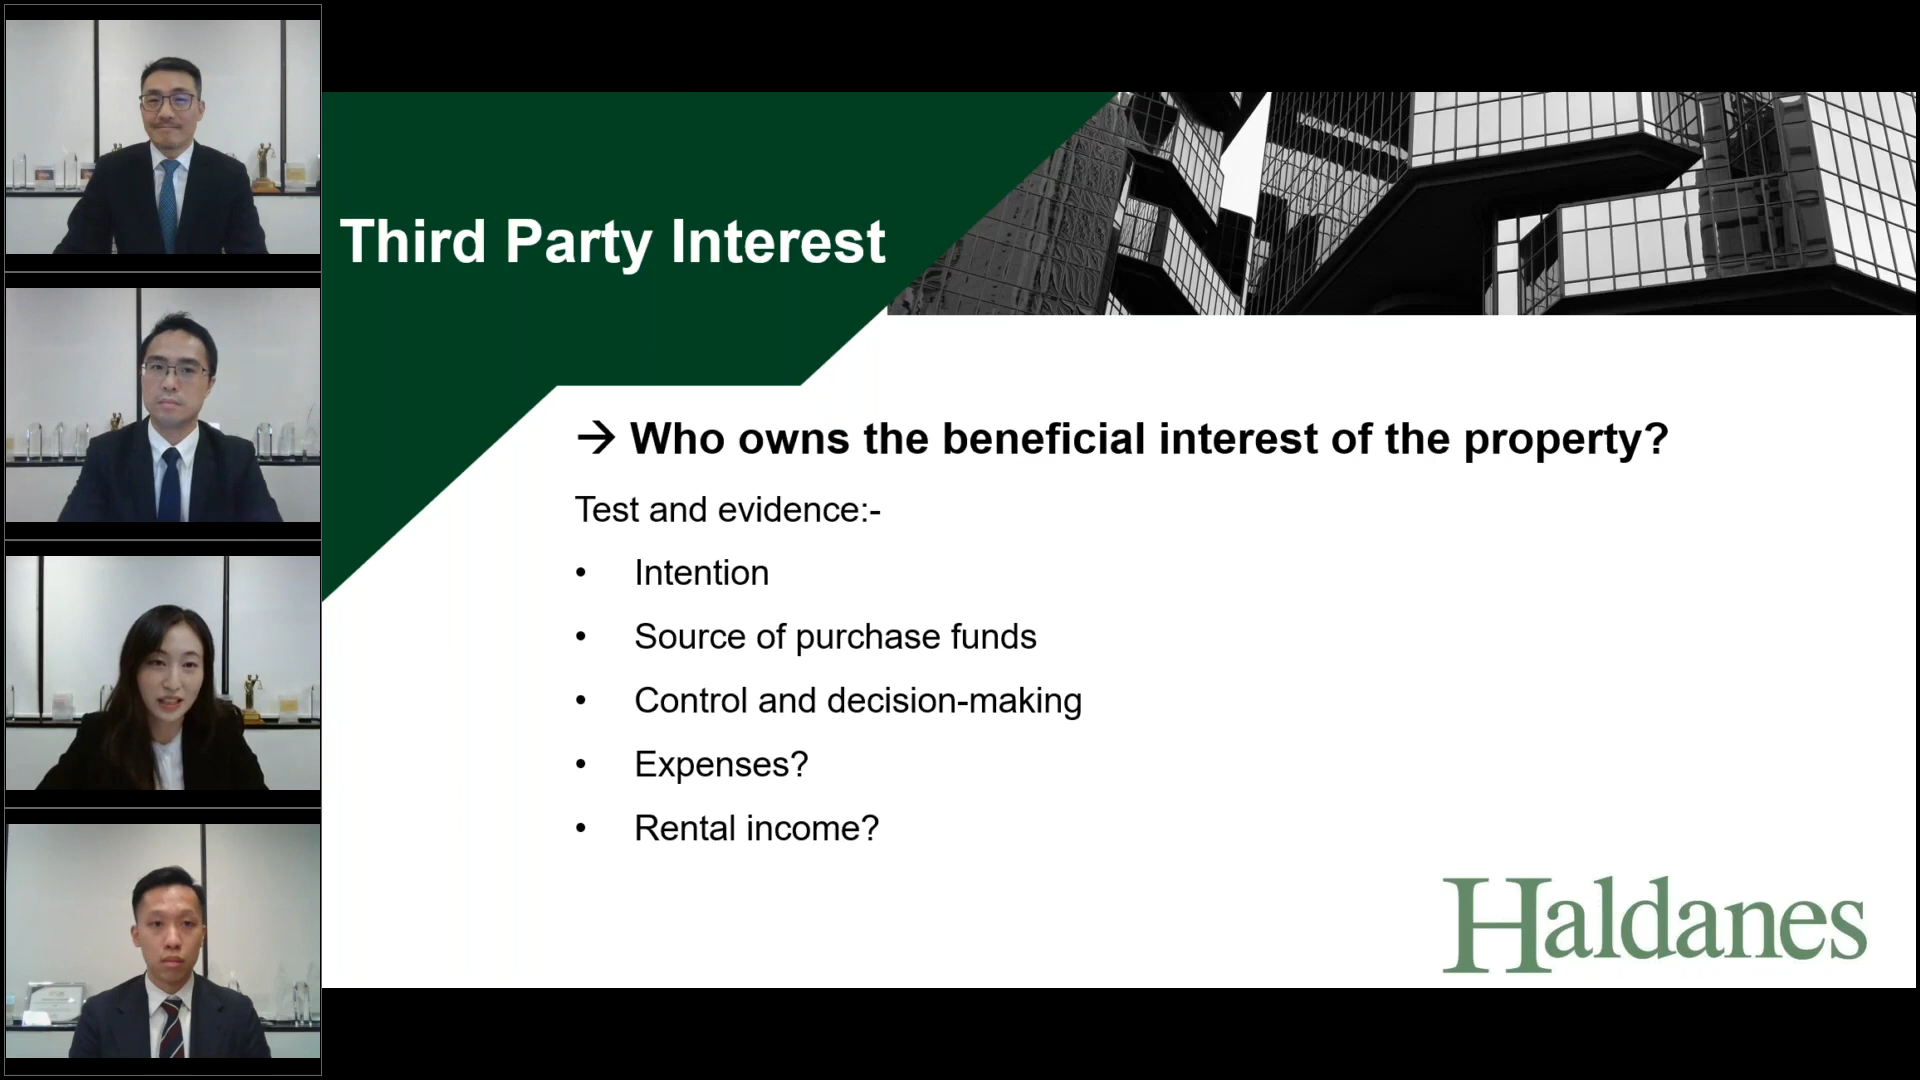 Third Party Interest
→ Who owns the beneficial interest of the property?
Test and evidence:-
• Intention
• Source of purchase funds
• Control and decision-making
• Expenses?
• Rental income?
Haldanes